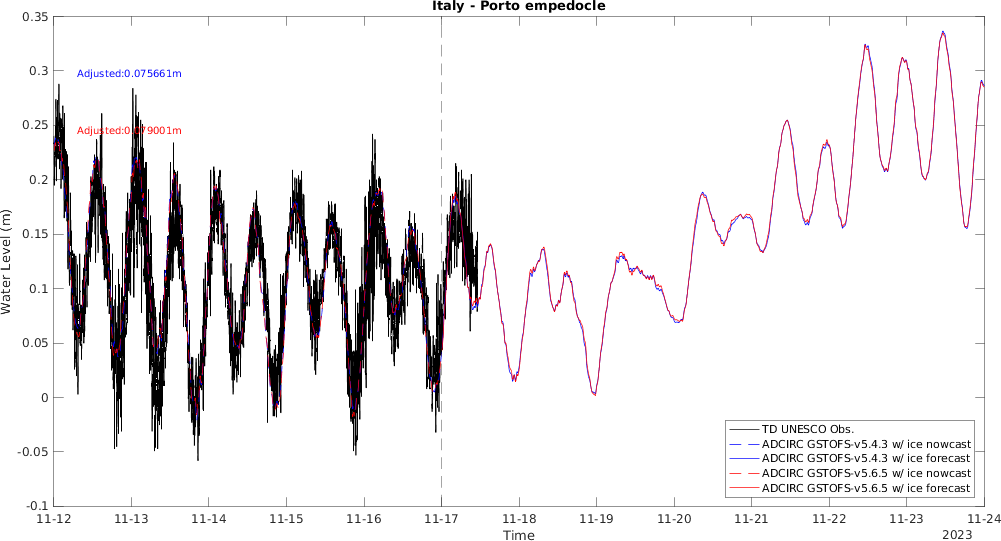 Italy - Porto empedocle
0.35
0.3
0.25
0.2
0.15
0.1
0.05
0
-0.05
-0.1
Water Level (m)
Adjusted:0.075661m
Adjusted:0.079001m
TD UNESCO Obs.
ADCIRC GSTOFS-v5.4.3 w/ ice nowcast
ADCIRC GSTOFS-v5.4.3 w/ ice forecast
ADCIRC GSTOFS-v5.6.5 w/ ice nowcast
ADCIRC GSTOFS-v5.6.5 w/ ice forecast
11-12 11-13 11-14 11-15 11-16 11-17 11-18 11-19 11-20 11-21 11-22 11-23 11-24
Time
2023